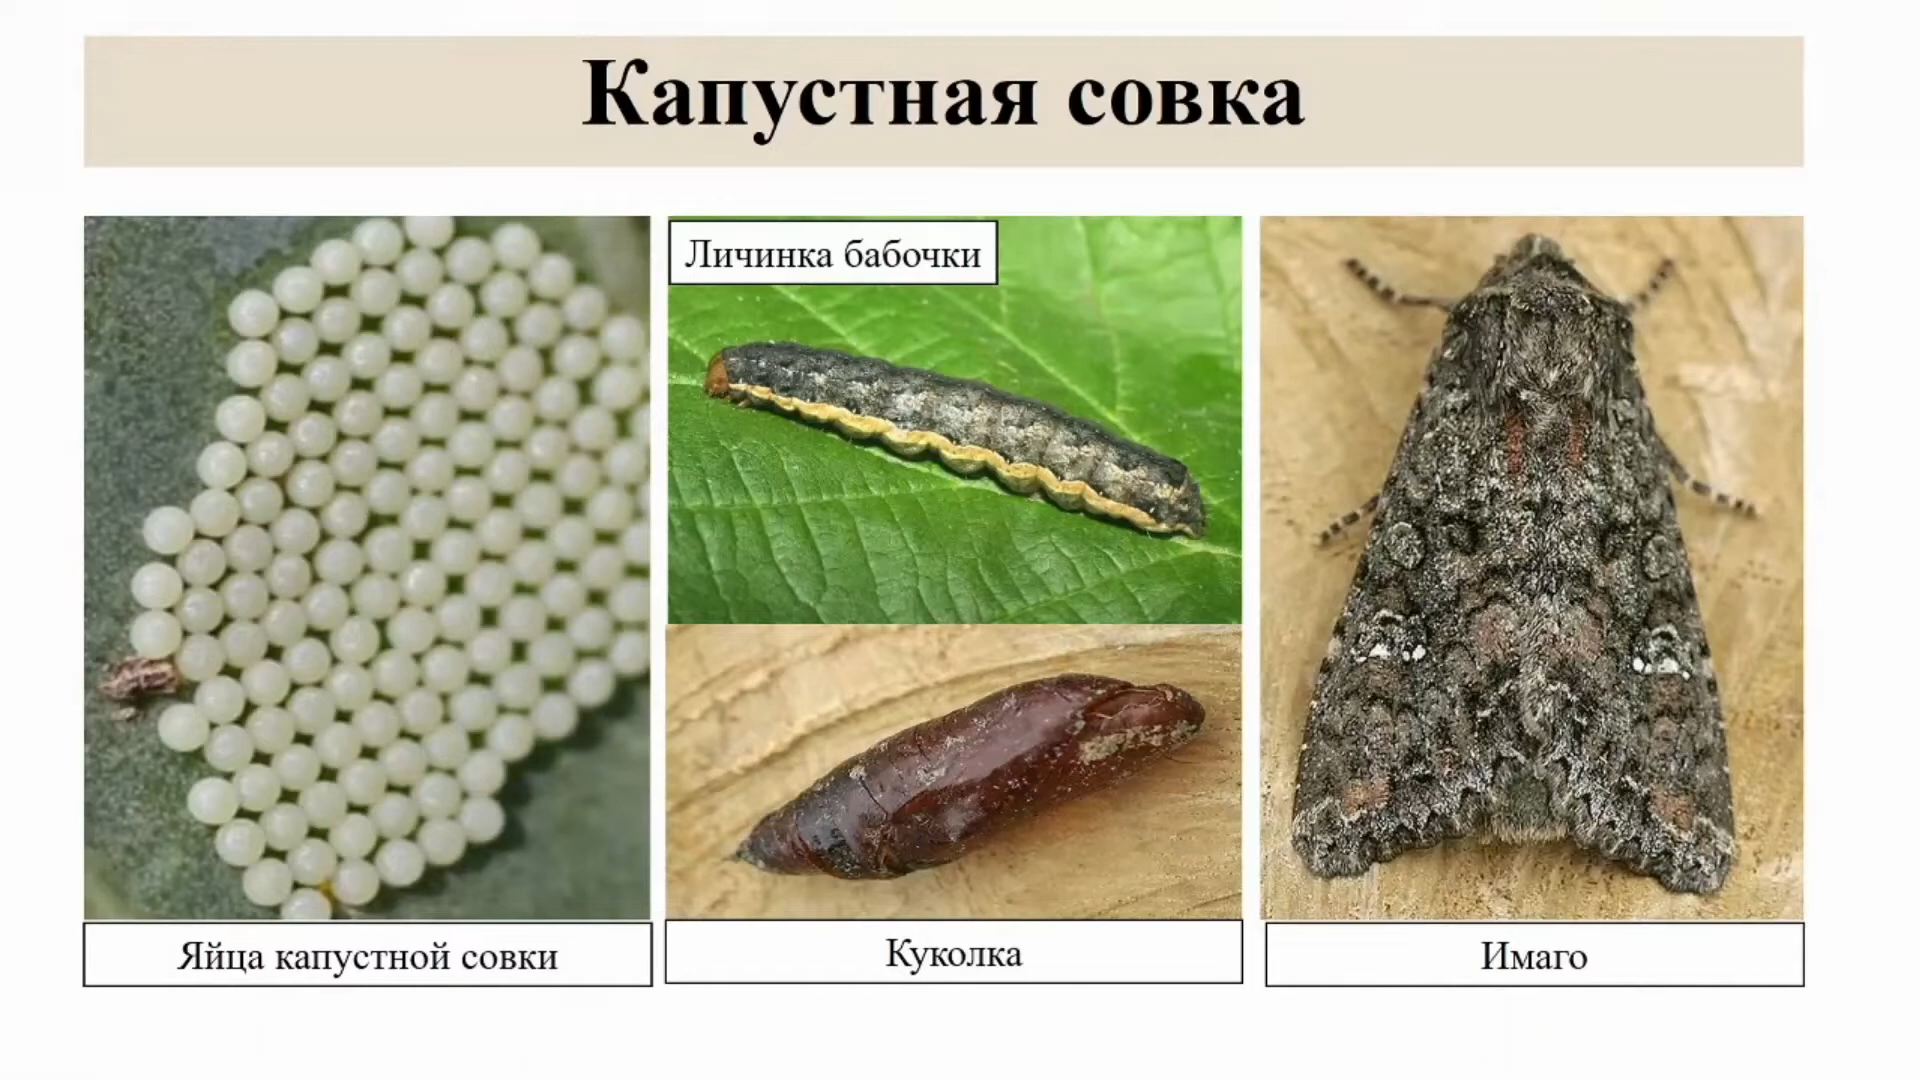 Капустная совка
Личинка бабочки
Яйца капустной совки
Куколка
Имаго